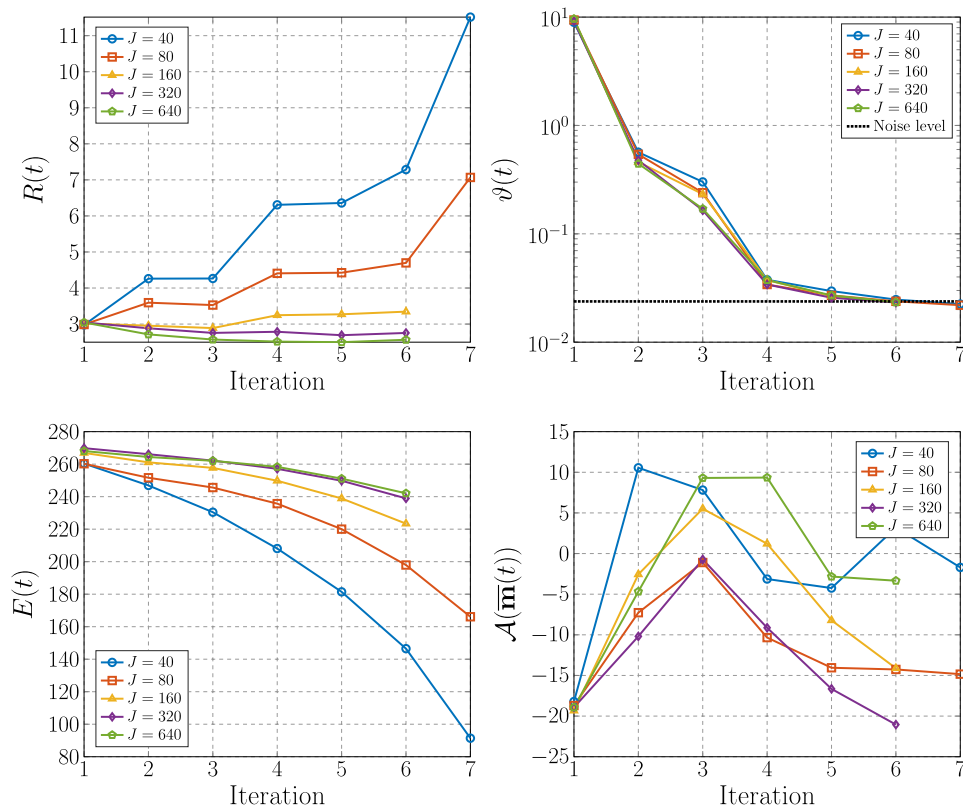 R(t)
11
10
9
8
7
6
5
4
3
1 2 3 4 5 6 7
Iteration
J = 40
J = 80
J = 160
J = 320
J = 640
ϑ(t)
10¹
10⁰
10⁻¹
10⁻²
1 2 3 4 5 6 7
Iteration
J = 40
J = 80
J = 160
J = 320
J = 640
Noise level
E(t)
280
260
240
220
200
180
160
140
120
100
80
1 2 3 4 5 6 7
Iteration
J = 40
J = 80
J = 160
J = 320
J = 640
𝒜(m̅(t))
15
10
5
0
−5
−10
−15
−20
−25
1 2 3 4 5 6 7
Iteration
J = 40
J = 80
J = 160
J = 320
J = 640